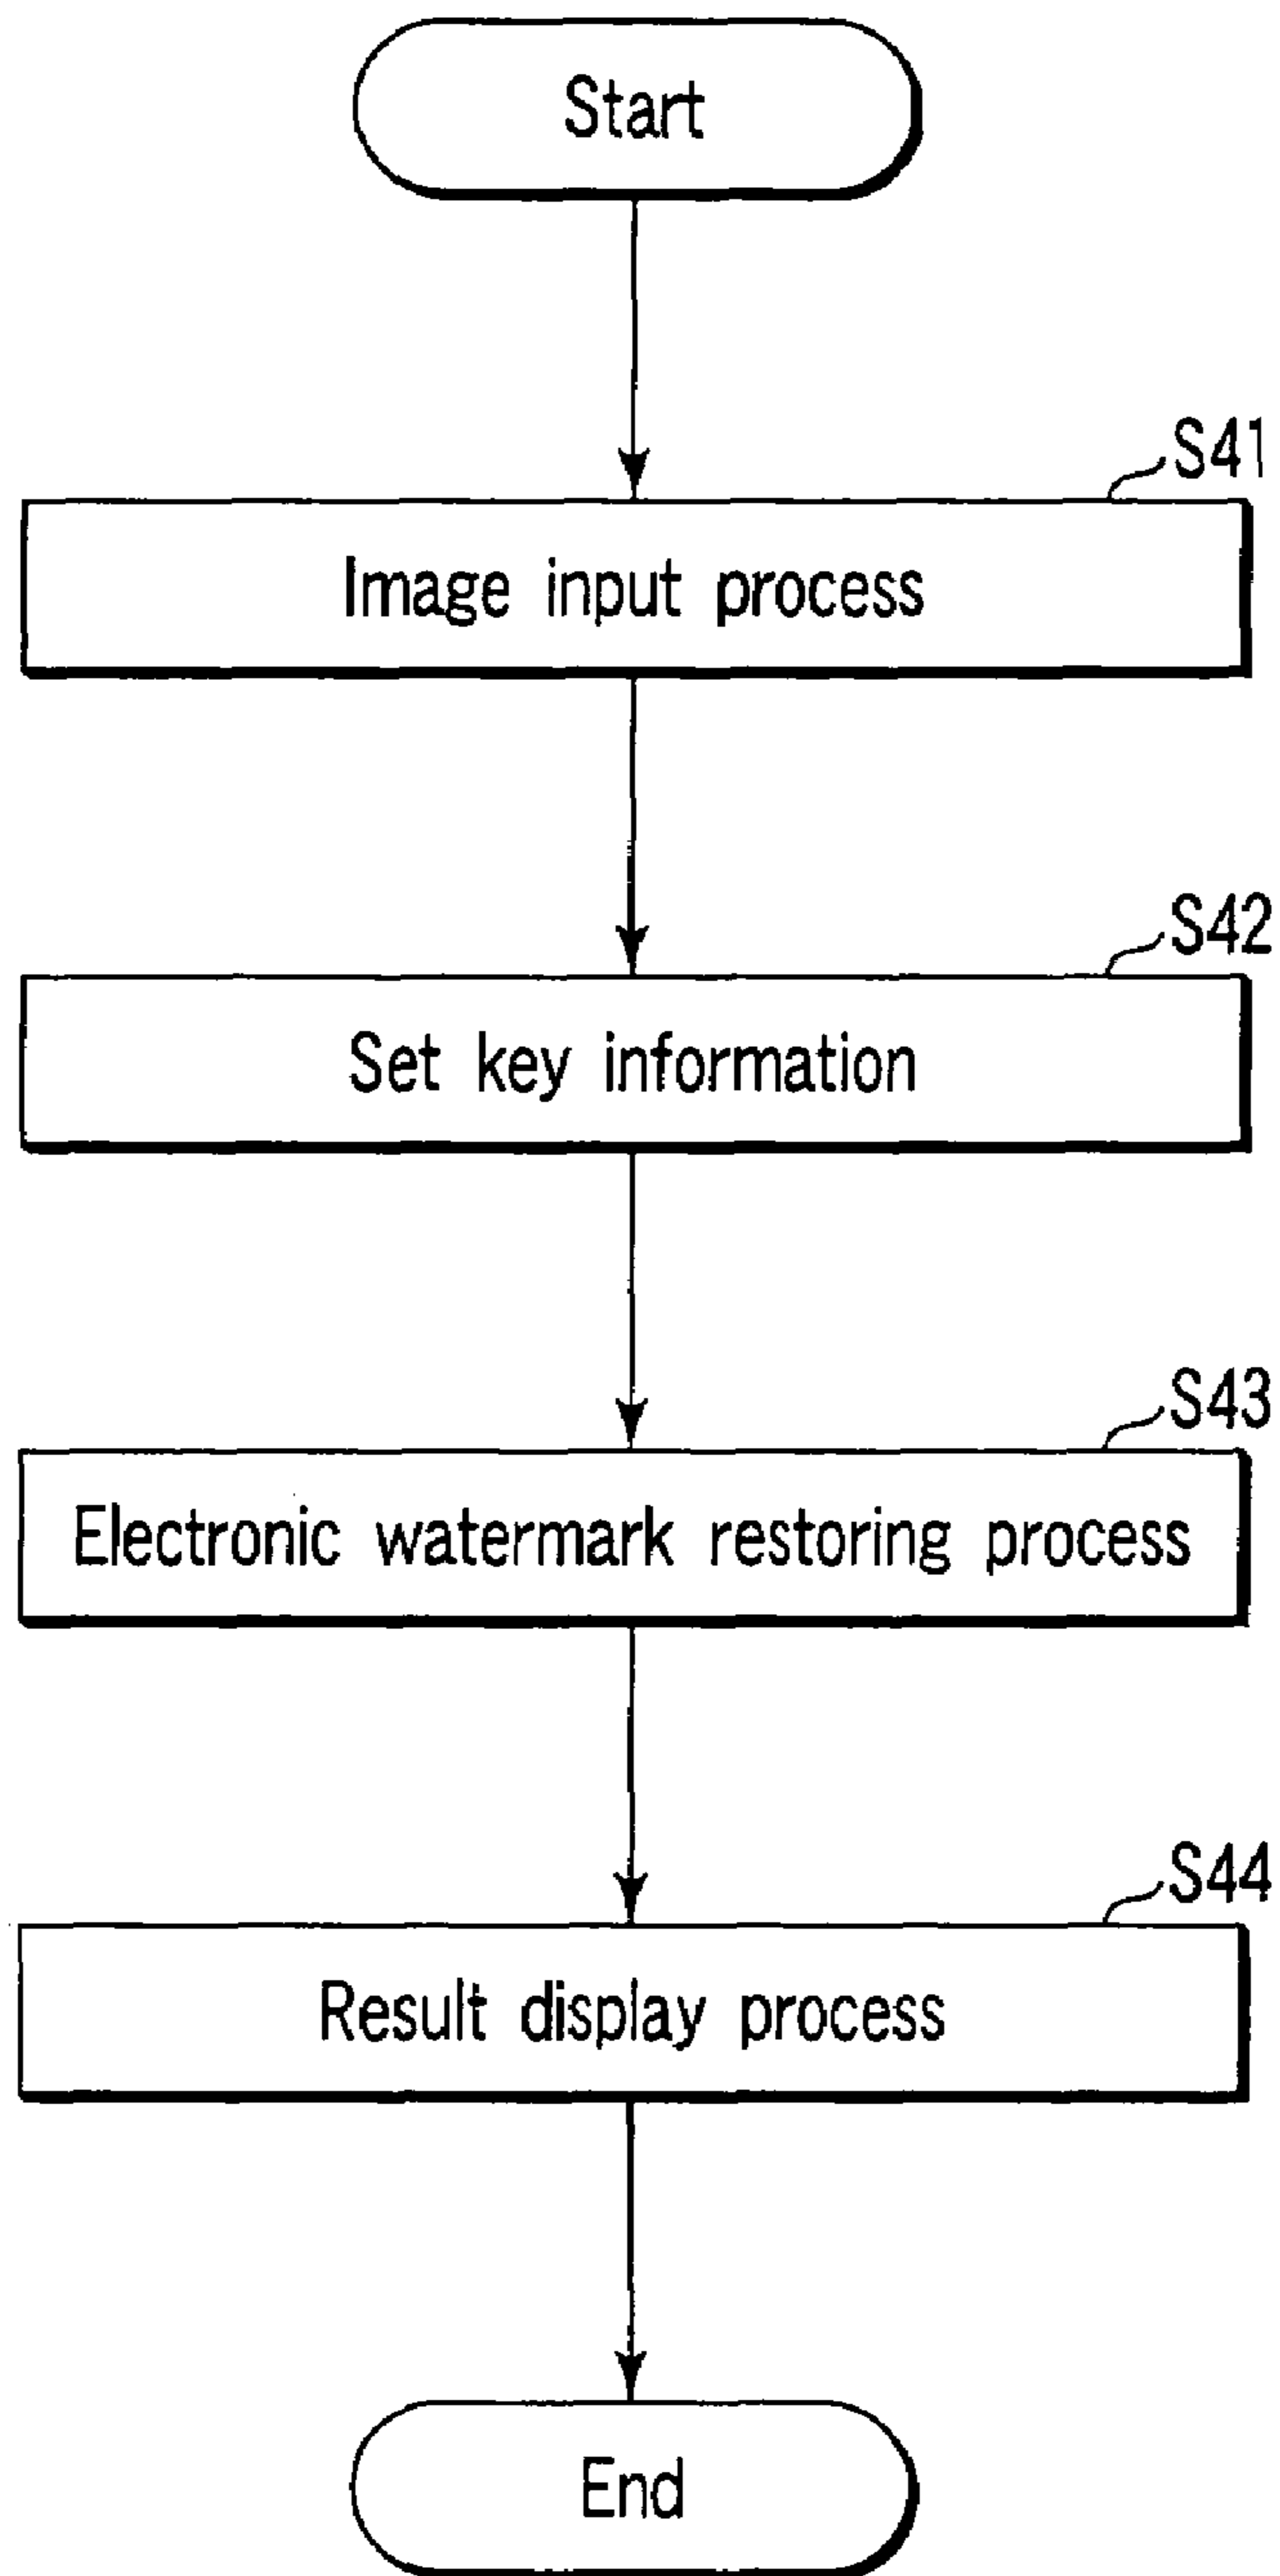 Start
S41
Image input process
S42
Set key information
S43
Electronic watermark restoring process
S44
Result display process
End